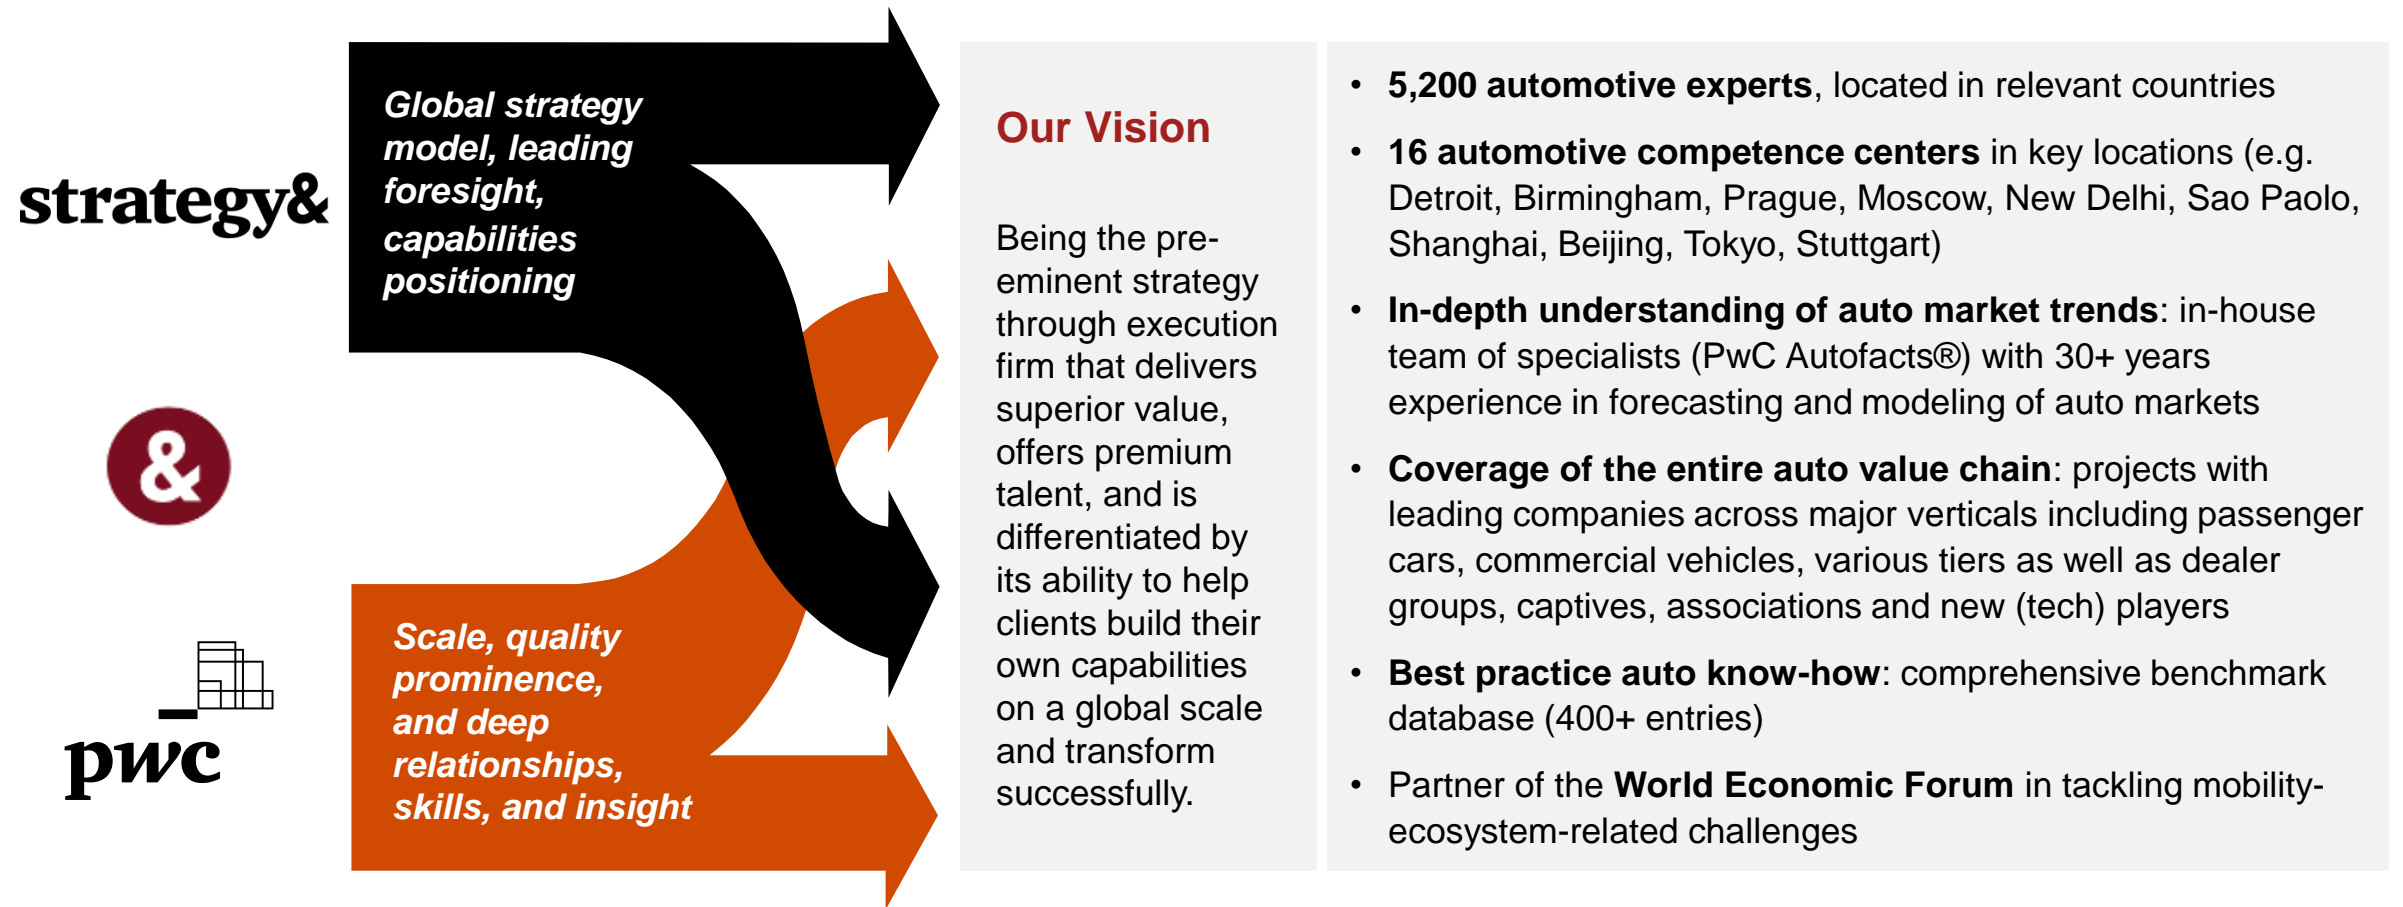 strategy&
Global strategy
model, leading
foresight,
capabilities
positioning
&
pwc
Scale, quality
prominence,
and deep
relationships,
skills, and insight
Our Vision
Being the pre-
eminent strategy
through execution
firm that delivers
superior value,
offers premium
talent, and is
differentiated by
its ability to help
clients build their
own capabilities
on a global scale
and transform
successfully.
• 5,200 automotive experts, located in relevant countries
• 16 automotive competence centers in key locations (e.g.
Detroit, Birmingham, Prague, Moscow, New Delhi, Sao Paolo,
Shanghai, Beijing, Tokyo, Stuttgart)
• In-depth understanding of auto market trends: in-house
team of specialists (PwC Autofacts®) with 30+ years
experience in forecasting and modeling of auto markets
• Coverage of the entire auto value chain: projects with
leading companies across major verticals including passenger
cars, commercial vehicles, various tiers as well as dealer
groups, captives, associations and new (tech) players
• Best practice auto know-how: comprehensive benchmark
database (400+ entries)
• Partner of the World Economic Forum in tackling mobility-
ecosystem-related challenges